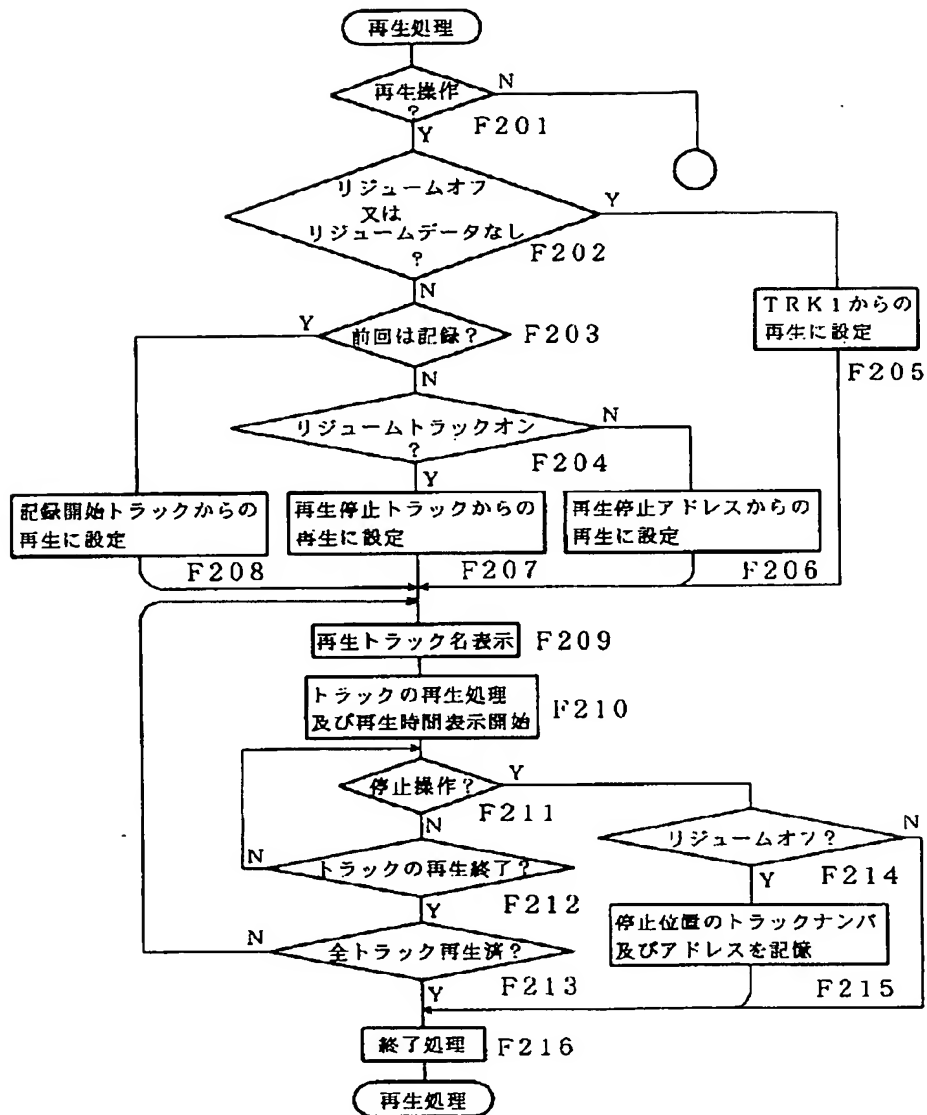 再生処理
再生操作
?
N
F201
Y
リジュームオフ
又は
リジュームデータなし
?
Y
F202
N
TRK1からの
再生に設定
F205
前回は記録?
Y
F203
N
リジュームトラックオン
?
N
F204
Y
記録開始トラックからの
再生に設定
F208
再生停止トラックからの
再生に設定
F207
再生停止アドレスからの
再生に設定
F206
再生トラック名表示
F209
トラックの再生処理
及び再生時間表示開始
F210
停止操作?
Y
F211
N
リジュームオン?
N
F214
Y
トラックの再生終了?
N
F212
Y
停止位置のトラックナンバ
及びアドレスを記憶
F215
全トラック再生済?
N
F213
Y
終了処理
F216
再生処理